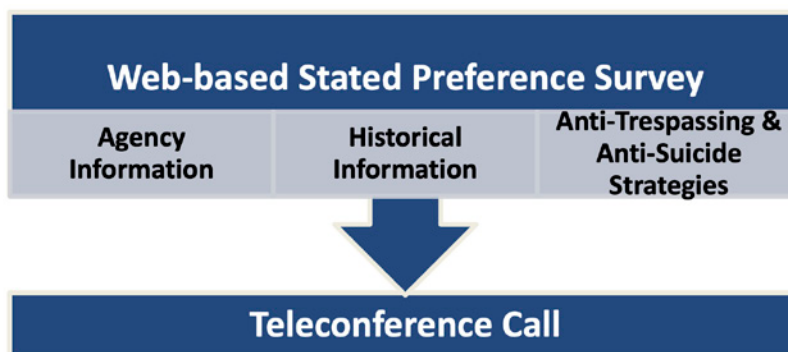 Web-based Stated Preference Survey
Agency
Information
Historical
Information
Anti-Trespassing &
Anti-Suicide
Strategies
Teleconference Call